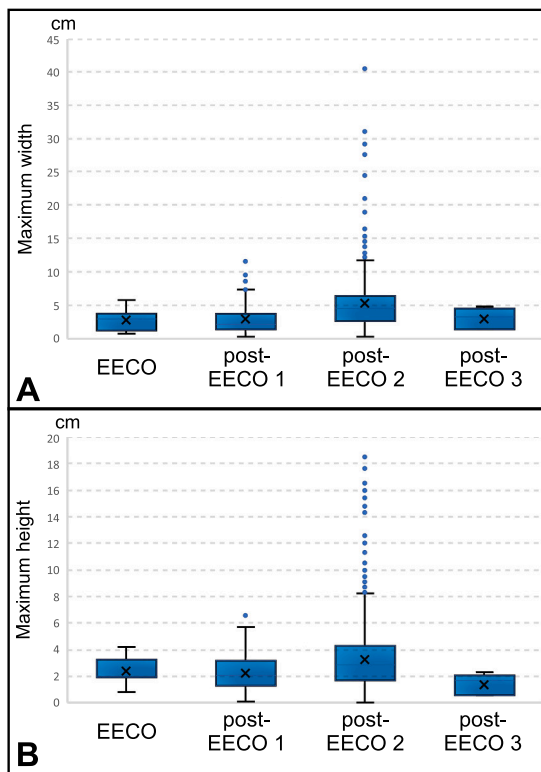 cm
45
40
35
30
25
20
15
10
5
0
Maximum width
EECO
post-
EECO 1
post-
EECO 2
post-
EECO 3
A
cm
20
18
16
14
12
10
8
6
4
2
0
Maximum height
EECO
post-
EECO 1
post-
EECO 2
post-
EECO 3
B